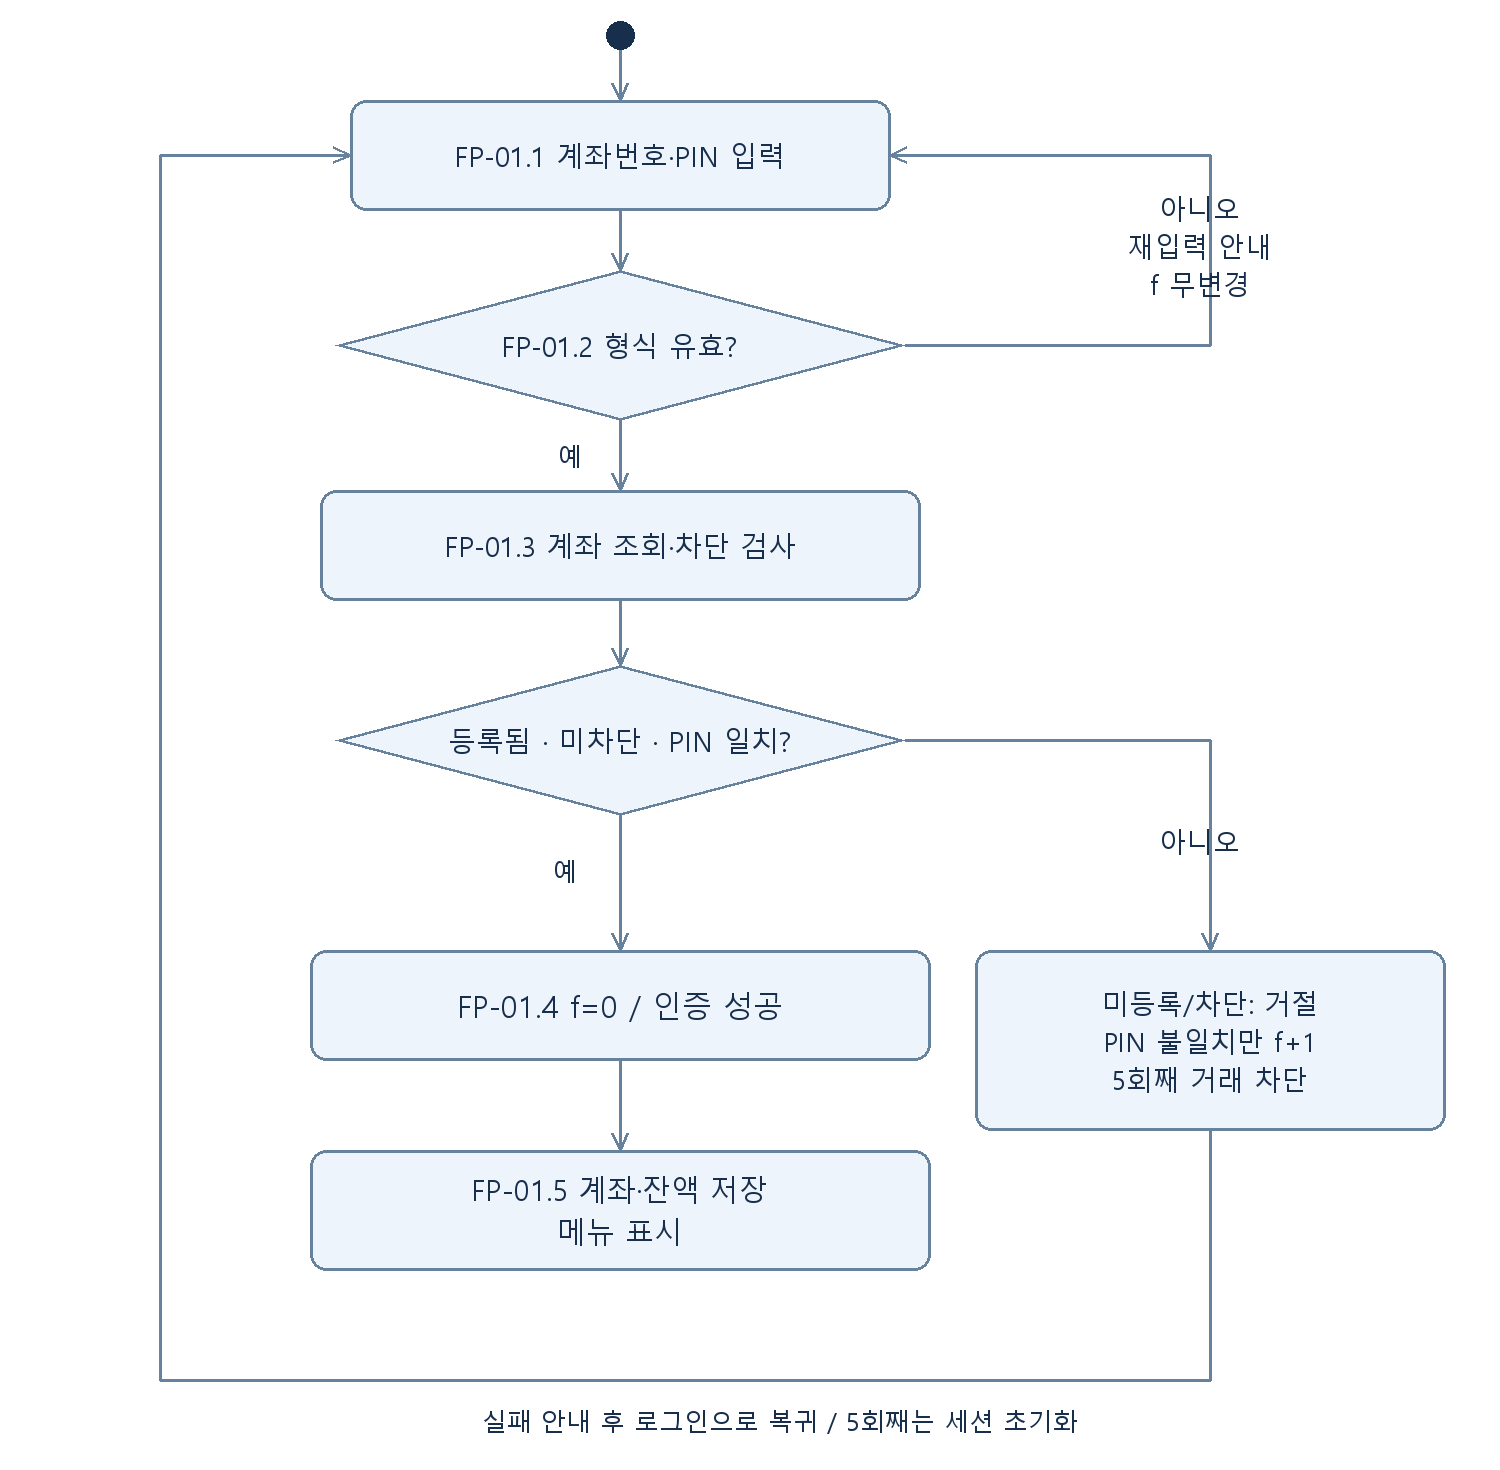 FP-01.1 계좌번호·PIN 입력
아니오
재입력 안내
f 무변경
FP-01.2 형식 유효?
예
FP-01.3 계좌 조회·차단 검사
등록됨 · 미차단 · PIN 일치?
아니오
예
FP-01.4 f=0 / 인증 성공
미등록/차단: 거절
PIN 불일치만 f+1
5회째 거래 차단
FP-01.5 계좌·잔액 저장
메뉴 표시
실패 안내 후 로그인으로 복귀 / 5회째는 세션 초기화